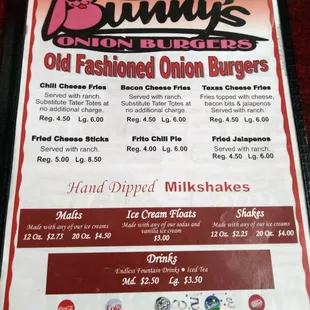 Bunny's
ONION BURGERS
Old Fashioned Onion Burgers
Chili Cheese Fries
Served with ranch.
Substitute Tater Totes at
no additional charge.
Reg. 4.50 Lg. 6.00
Bacon Cheese Fries
Served with ranch.
Substitute Tater Totes at
no additional charge.
Reg. 4.50 Lg. 6.00
Texas Cheese Fries
Fries topped with cheese,
bacon bits & jalapenos
Served with ranch.
Reg. 4.50 Lg. 6.00
Fried Cheese Sticks
Served with ranch.
Reg. 5.00 Lg. 8.50
Frito Chili Pie
Reg. 4.00 Lg. 6.00
Fried Jalapenos
Served with ranch.
Reg. 4.50 Lg. 6.00
Hand Dipped Milkshakes
Malts
Made with any of our ice creams
12 Oz. $2.75 20 Oz. $4.50
Ice Cream Floats
Made with any of our sodas and
vanilla ice cream
$3.00
Shakes
Made with any of our ice creams
12 Oz. $2.25 20 Oz. $4.00
Drinks
Endless Fountain Drinks • Iced Tea
Md. $2.50 Lg. $3.50